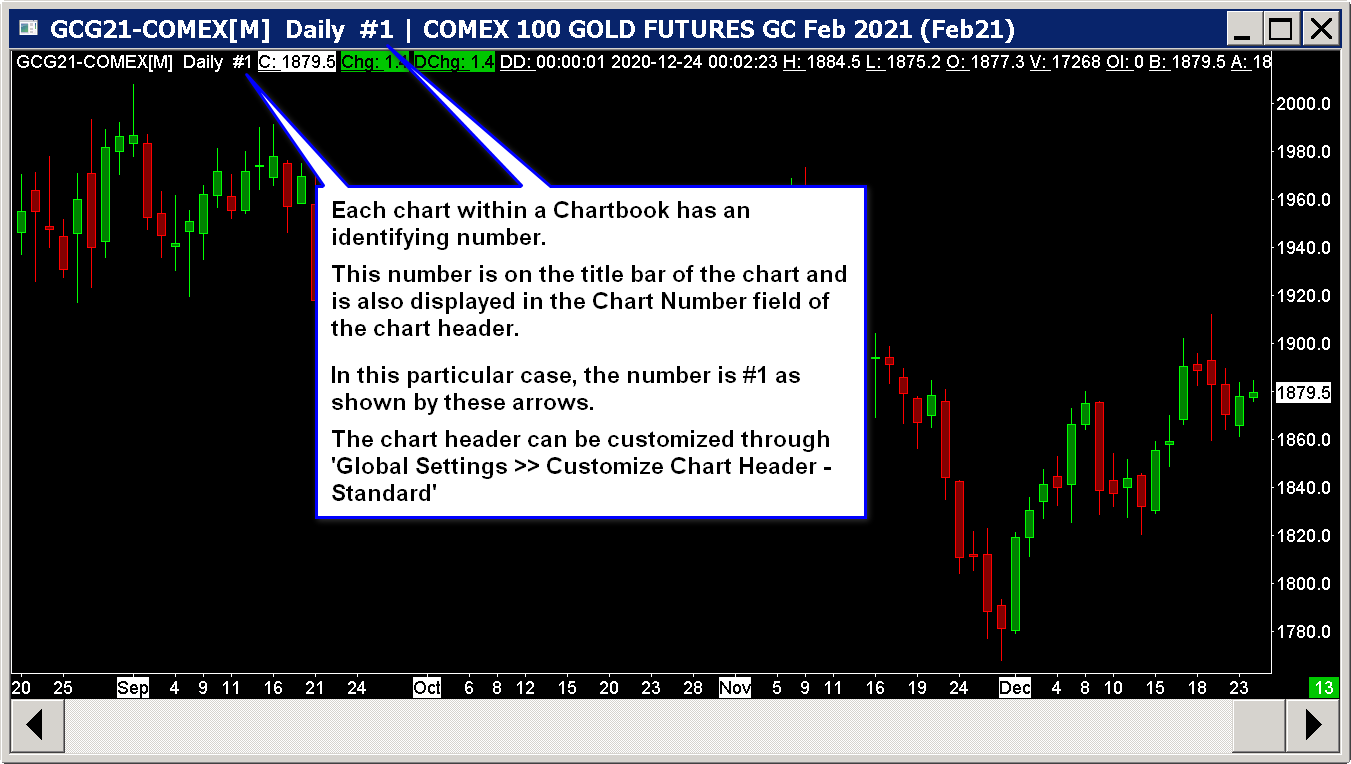 GCG21-COMEX[M] Daily #1 | COMEX 100 GOLD FUTURES GC Feb 2021 (Feb21)
GCG21-COMEX[M] Daily #1 C: 1879.5 Chg: 1.4 DChg: 1.4 DD: 00:00:01 2020-12-24 00:02:23 H: 1884.5 L: 1875.2 O: 1877.3 V: 17268 OI: 0 B: 1879.5 A: 18
2000.0
1980.0
1960.0
1940.0
1920.0
1900.0
1879.5
1860.0
1840.0
1820.0
1800.0
1780.0
Each chart within a Chartbook has an
identifying number.
This number is on the title bar of the chart and
is also displayed in the Chart Number field of
the chart header.
In this particular case, the number is #1 as
shown by these arrows.
The chart header can be customized through
'Global Settings >> Customize Chart Header -
Standard'
20 25 Sep 4 9 11 16 21 24 Oct 6 8 12 15 20 23 28 Nov 5 9 11 16 19 24 Dec 4 8 10 15 18 23 13